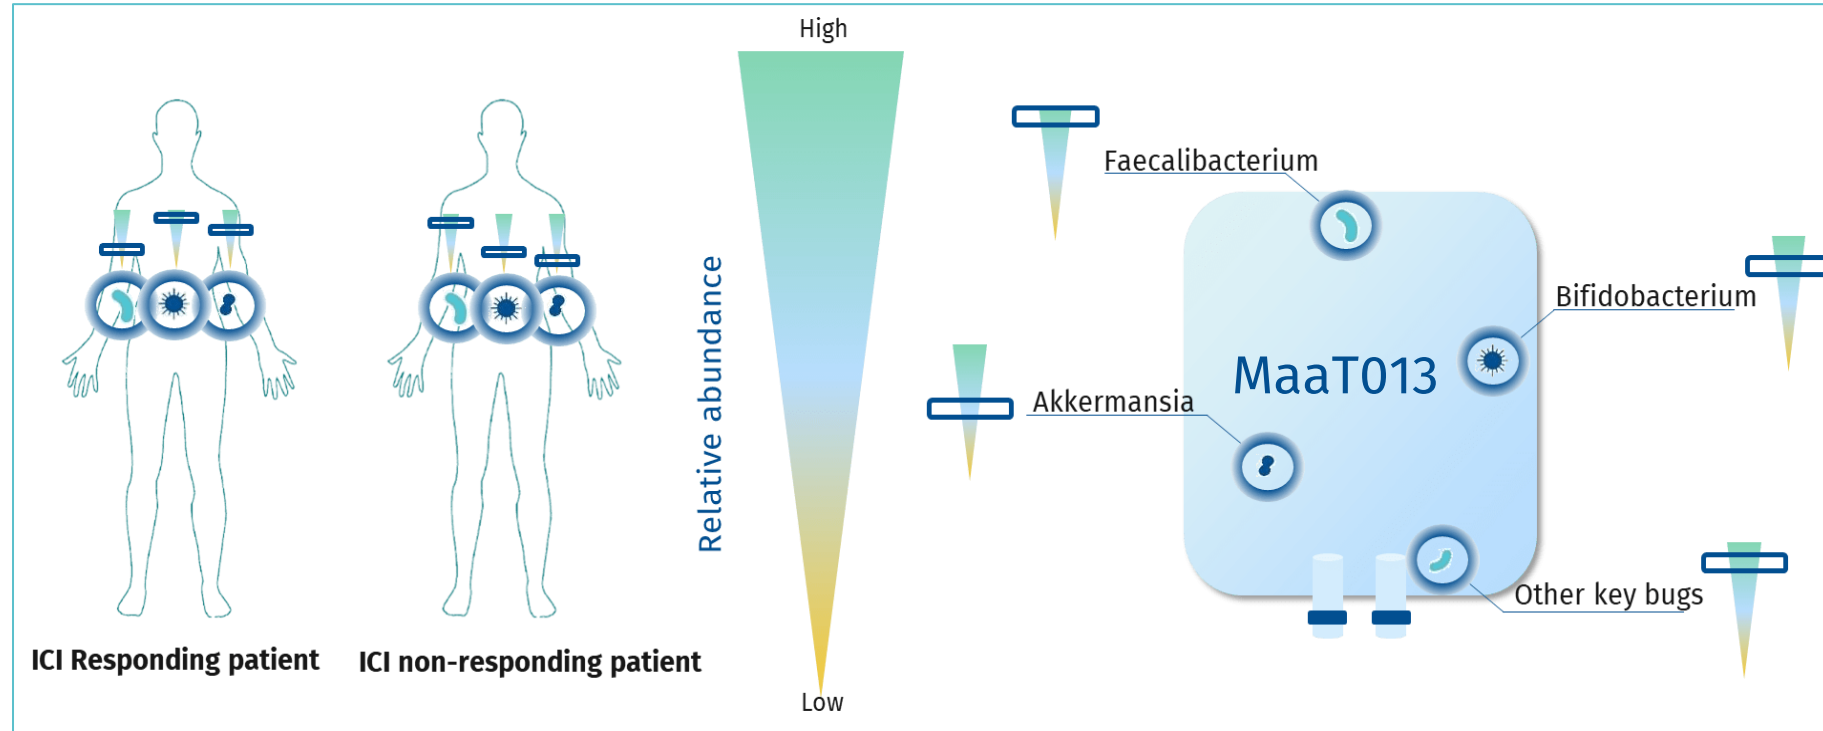 High
Faecalibacterium
Bifidobacterium
MaaT013
Akkermansia
Relative abundance
Other key bugs
ICI Responding patient
ICI non-responding patient
Low